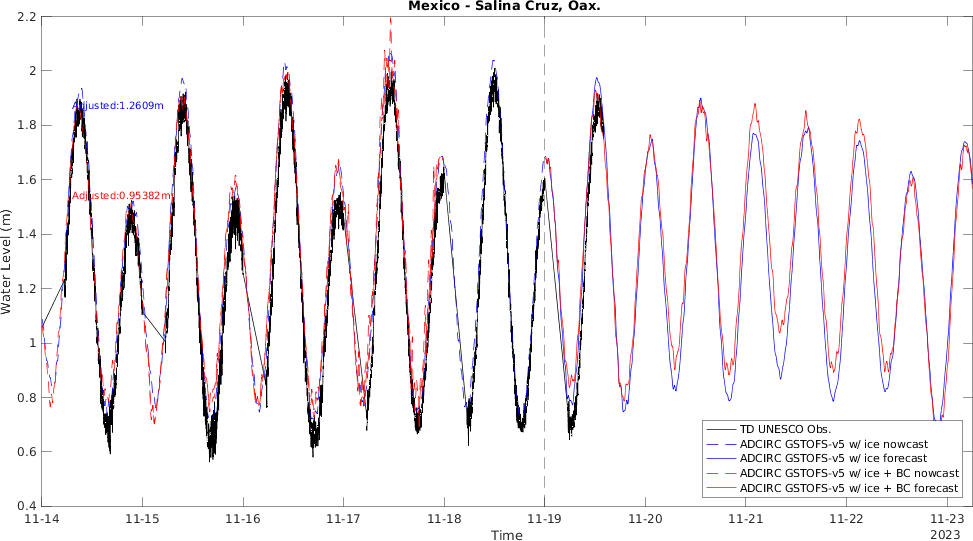 Mexico - Salina Cruz, Oax.
2.2
2
1.8
1.6
1.4
1.2
1
0.8
0.6
0.4
Water Level (m)
Adjusted:1.2609m
Adjusted:0.95382m
TD UNESCO Obs.
ADCIRC GSTOFS-v5 w/ ice nowcast
ADCIRC GSTOFS-v5 w/ ice forecast
ADCIRC GSTOFS-v5 w/ ice + BC nowcast
ADCIRC GSTOFS-v5 w/ ice + BC forecast
11-14 11-15 11-16 11-17 11-18 11-19 11-20 11-21 11-22 11-23
2023
Time